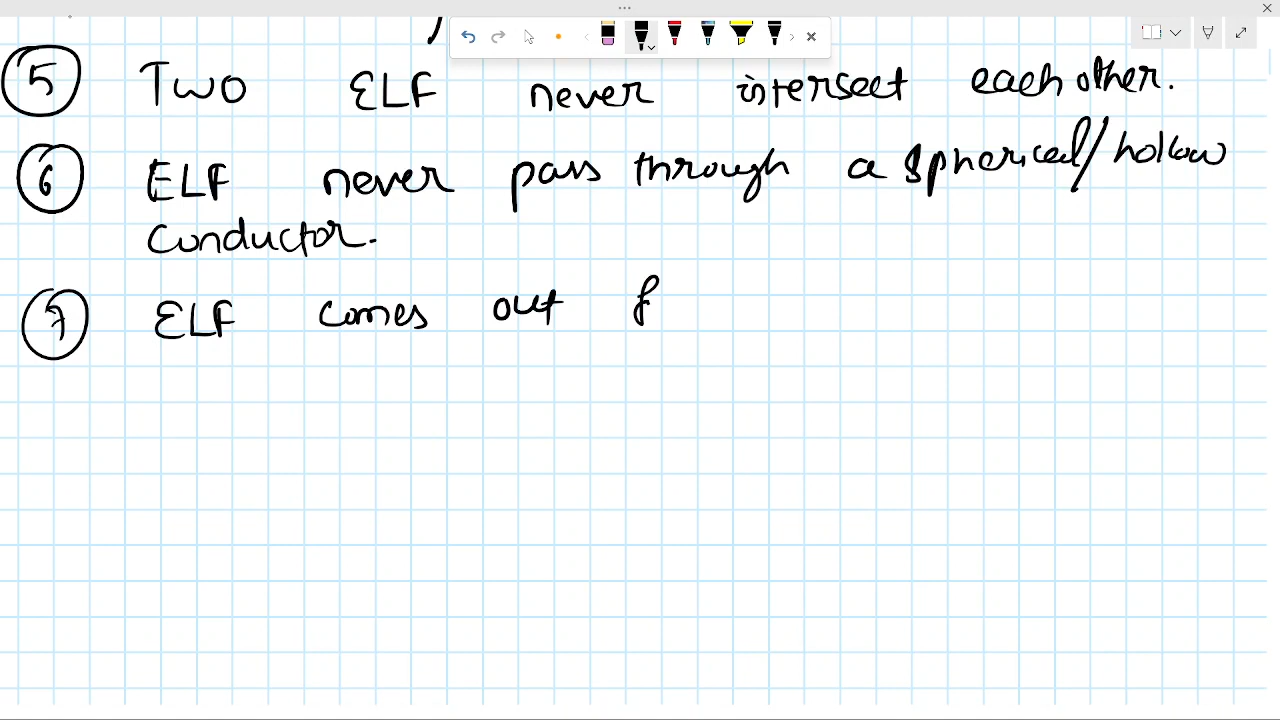 5 Two ELF never intersect each other.
6 ELF never pass through a spherical/hollow
conductor.
7 ELF comes out f